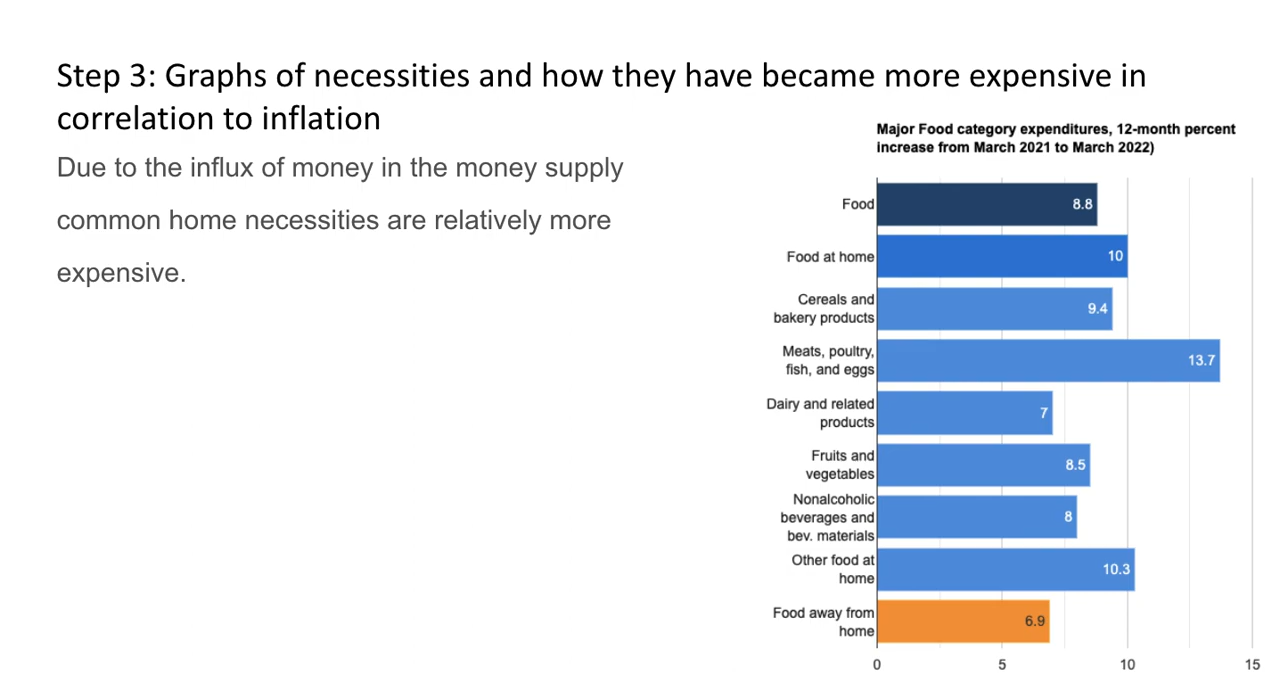 Step 3: Graphs of necessities and how they have became more expensive in
correlation to inflation
Due to the influx of money in the money supply
common home necessities are relatively more
expensive.
Major Food category expenditures, 12-month percent
increase from March 2021 to March 2022)
Food
8.8
Food at home
10
Cereals and
bakery products
9.4
Meats, poultry,
fish, and eggs
13.7
Dairy and related
products
7
Fruits and
vegetables
8.5
Nonalcoholic
beverages and
bev. materials
8
Other food at
home
10.3
Food away from
home
6.9
0 5 10 15